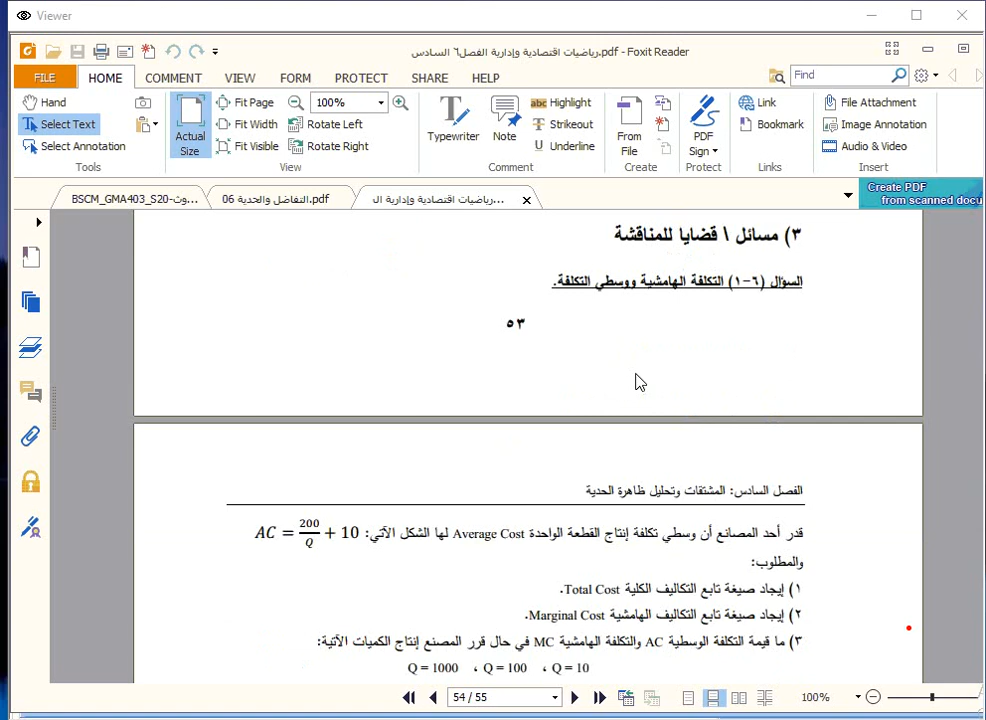 Viewer
رياضيات اقتصادية وإدارية الفصل٦ السادس.pdf - Foxit Reader
FILE HOME COMMENT VIEW FORM PROTECT SHARE HELP Find
Hand
Select Text
Select Annotation
Tools
Actual Size
Fit Page
Fit Width
Fit Visible
100%
Rotate Left
Rotate Right
View
Typewriter
Note
Highlight
Strikeout
Underline
Comment
From File
Create
PDF Sign
Protect
Link
Bookmark
Links
File Attachment
Image Annotation
Audio & Video
Insert
BSCM_GMA403_S20-وث...
06 التفاضل والحدية.pdf
رياضيات اقتصادية وإدارية ال...
Create PDF
from scanned docu
٣) مسائل \ قضايا للمناقشة
السؤال (٦-١) التكلفة الهامشية ووسطي التكلفة.
٥٣
الفصل السادس: المشتقات وتحليل ظاهرة الحدية
قدر أحد المصانع أن وسطي تكلفة إنتاج القطعة الواحدة Average Cost لها الشكل الآتي: AC = 200/Q + 10
والمطلوب:
١) إيجاد صيغة تابع التكاليف الكلية Total Cost.
٢) إيجاد صيغة تابع التكاليف الهامشية Marginal Cost.
٣) ما قيمة التكلفة الوسطية AC والتكلفة الهامشية MC في حال قرر المصنع إنتاج الكميات الآتية:
Q = 1000 ، Q = 100 ، Q = 10
54 / 55
100%